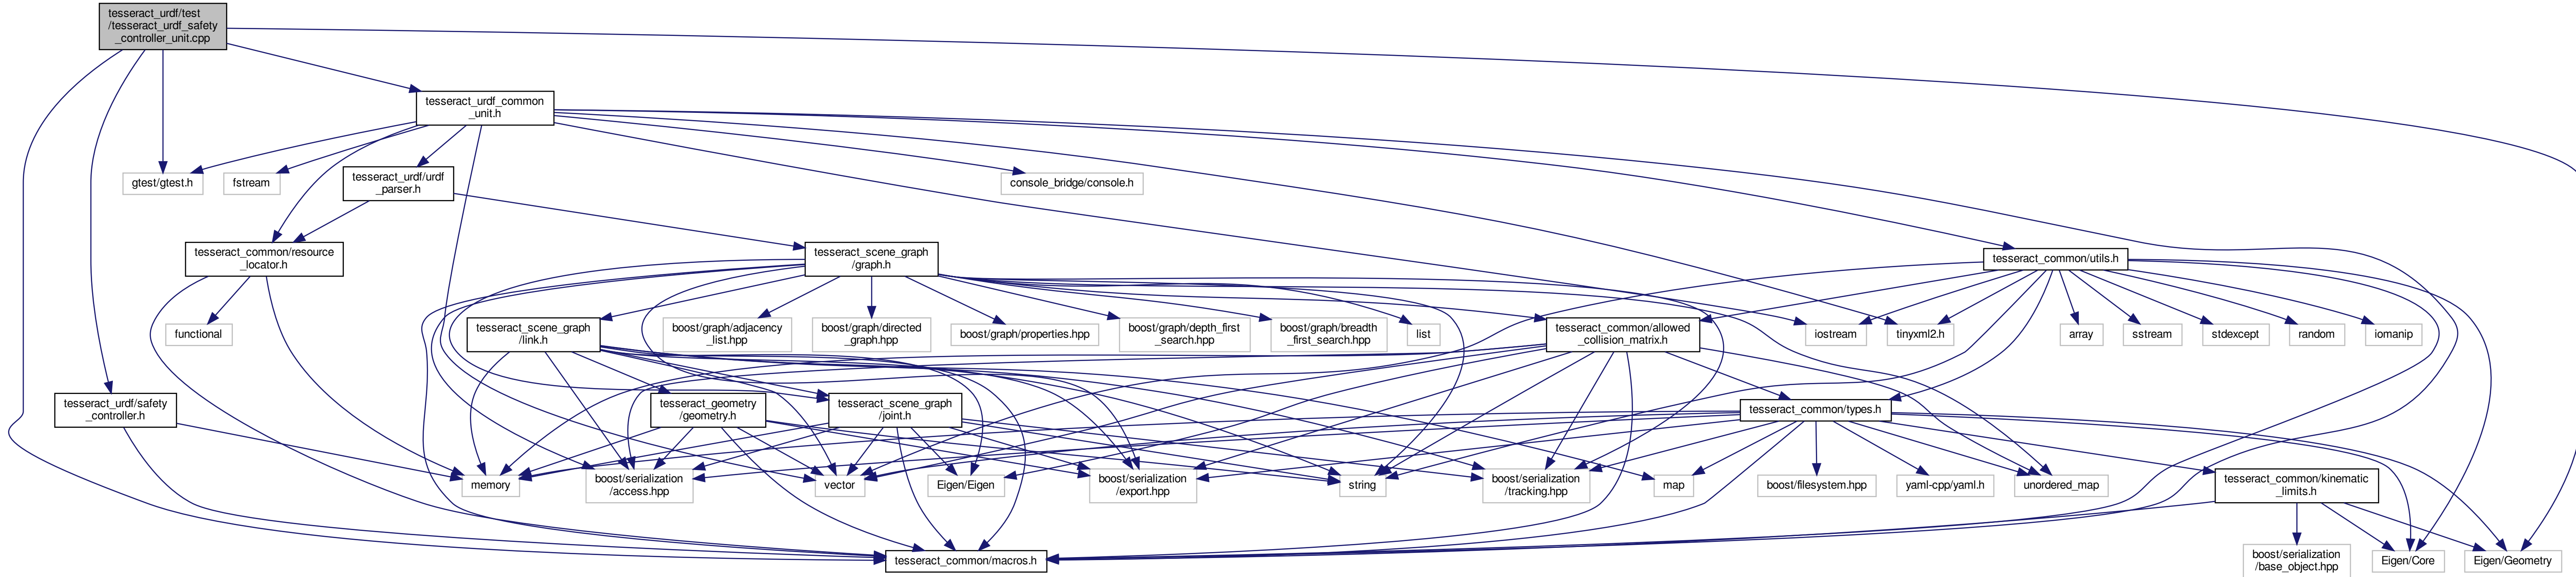 tesseract_urdf/test
/tesseract_urdf_safety
_controller_unit.cpp
tesseract_urdf_common
_unit.h
gtest/gtest.h
fstream
tesseract_urdf/urdf
_parser.h
console_bridge/console.h
tesseract_common/resource
_locator.h
tesseract_scene_graph
/graph.h
tesseract_common/utils.h
functional
tesseract_scene_graph
/link.h
boost/graph/adjacency
_list.hpp
boost/graph/directed
_graph.hpp
boost/graph/properties.hpp
boost/graph/depth_first
_search.hpp
boost/graph/breadth
_first_search.hpp
list
tesseract_common/allowed
_collision_matrix.h
iostream
tinyxml2.h
array
sstream
stdexcept
random
iomanip
tesseract_urdf/safety
_controller.h
tesseract_geometry
/geometry.h
tesseract_scene_graph
/joint.h
tesseract_common/types.h
memory
boost/serialization
/access.hpp
vector
Eigen/Eigen
boost/serialization
/export.hpp
string
boost/serialization
/tracking.hpp
map
boost/filesystem.hpp
yaml-cpp/yaml.h
unordered_map
tesseract_common/kinematic
_limits.h
tesseract_common/macros.h
boost/serialization
/base_object.hpp
Eigen/Core
Eigen/Geometry